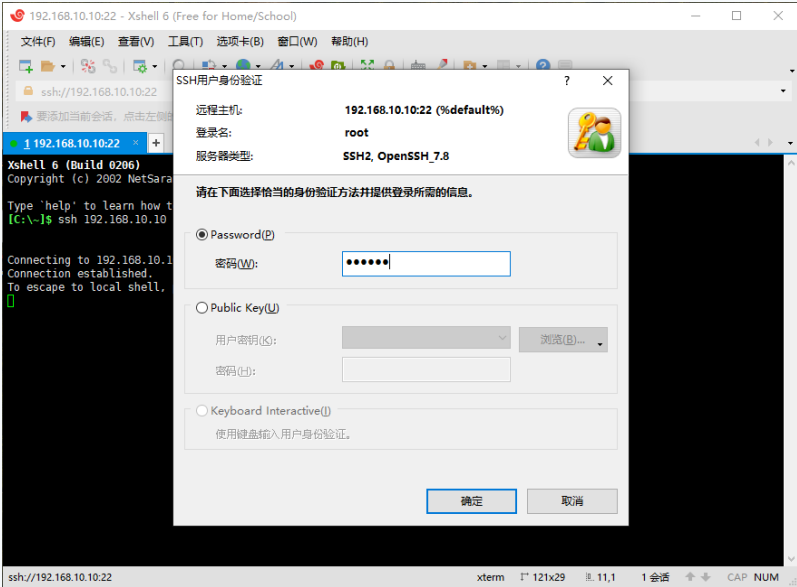 192.168.10.10:22 - Xshell 6 (Free for Home/School)
文件(F) 编辑(E) 查看(V) 工具(T) 选项卡(B) 窗口(W) 帮助(H)
ssh://192.168.10.10:22
要添加当前会话，点击左侧的
1 192.168.10.10:22 × +
Xshell 6 (Build 0206)
Copyright (c) 2002 NetSara
Type `help' to learn how t
[C:\~]$ ssh 192.168.10.10
Connecting to 192.168.10.1
Connection established.
To escape to local shell,
SSH用户身份验证 ?
远程主机: 192.168.10.10:22 (%default%)
登录名: root
服务器类型: SSH2, OpenSSH_7.8
请在下面选择恰当的身份验证方法并提供登录所需的信息。
Password(P)
密码(W): ●●●●●●
Public Key(U)
用户密钥(K): 浏览(B)...
密码(H):
Keyboard Interactive(I)
使用键盘输入用户身份验证。
确定 取消
ssh://192.168.10.10:22 xterm 121x29 11,1 1 会话 CAP NUM